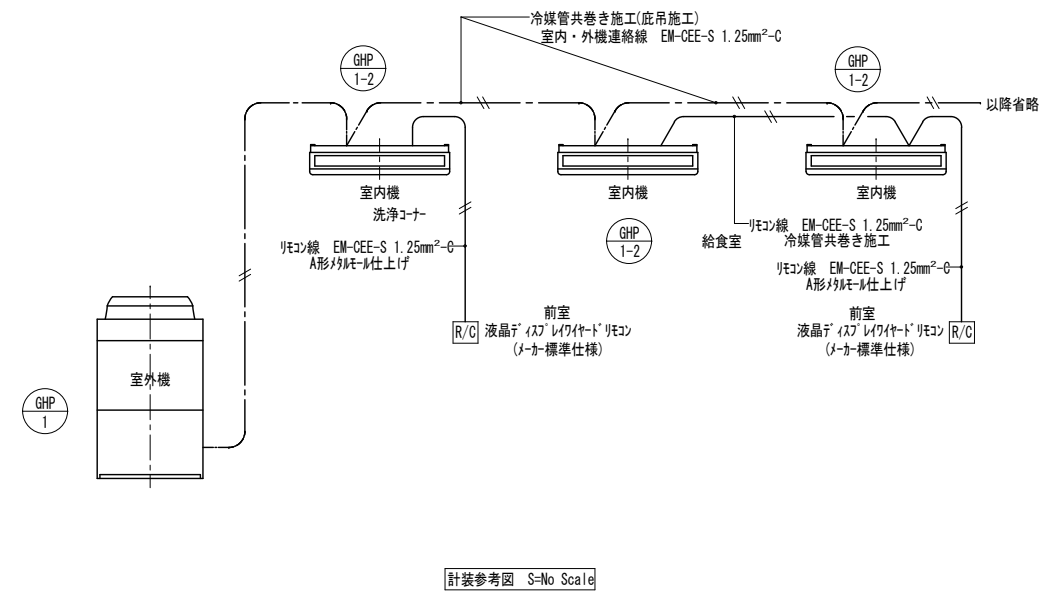 冷媒管共巻き施工(庇吊施工)
室内・外機連絡線 EM-CEE-S 1.25mm²-C
GHP
1-2
GHP
1-2
以降省略
室内機
洗浄コーナー
リモコン線 EM-CEE-S 1.25mm²-C
A形メタルモール仕上げ
室内機
GHP
1-2
給食室
室内機
リモコン線 EM-CEE-S 1.25mm²-C
冷媒管共巻き施工
リモコン線 EM-CEE-S 1.25mm²-C
A形メタルモール仕上げ
R/C
前室
液晶ディスプレイワイヤードリモコン
(メーカー標準仕様)
前室
液晶ディスプレイワイヤードリモコン
(メーカー標準仕様)
R/C
室外機
GHP
1
計装参考図 S=No Scale